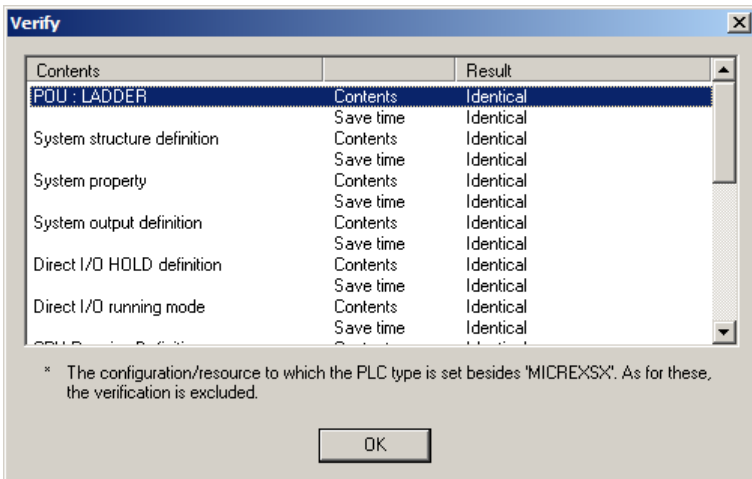 Verify
Contents Result
POU : LADDER Contents Identical
Save time Identical
System structure definition Contents Identical
Save time Identical
System property Contents Identical
Save time Identical
System output definition Contents Identical
Save time Identical
Direct I/O HOLD definition Contents Identical
Save time Identical
Direct I/O running mode Contents Identical
Save time Identical
* The configuration/resource to which the PLC type is set besides 'MICREXSX'. As for these,
the verification is excluded.
OK